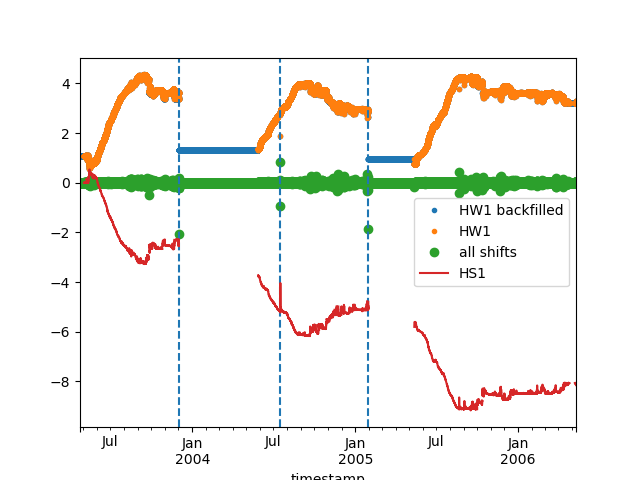 4
2
0
−2
−4
−6
−8
HW1 backfilled
HW1
all shifts
HS1
Jul Jan Jul Jan Jul Jan
2004 2005 2006
timestamp